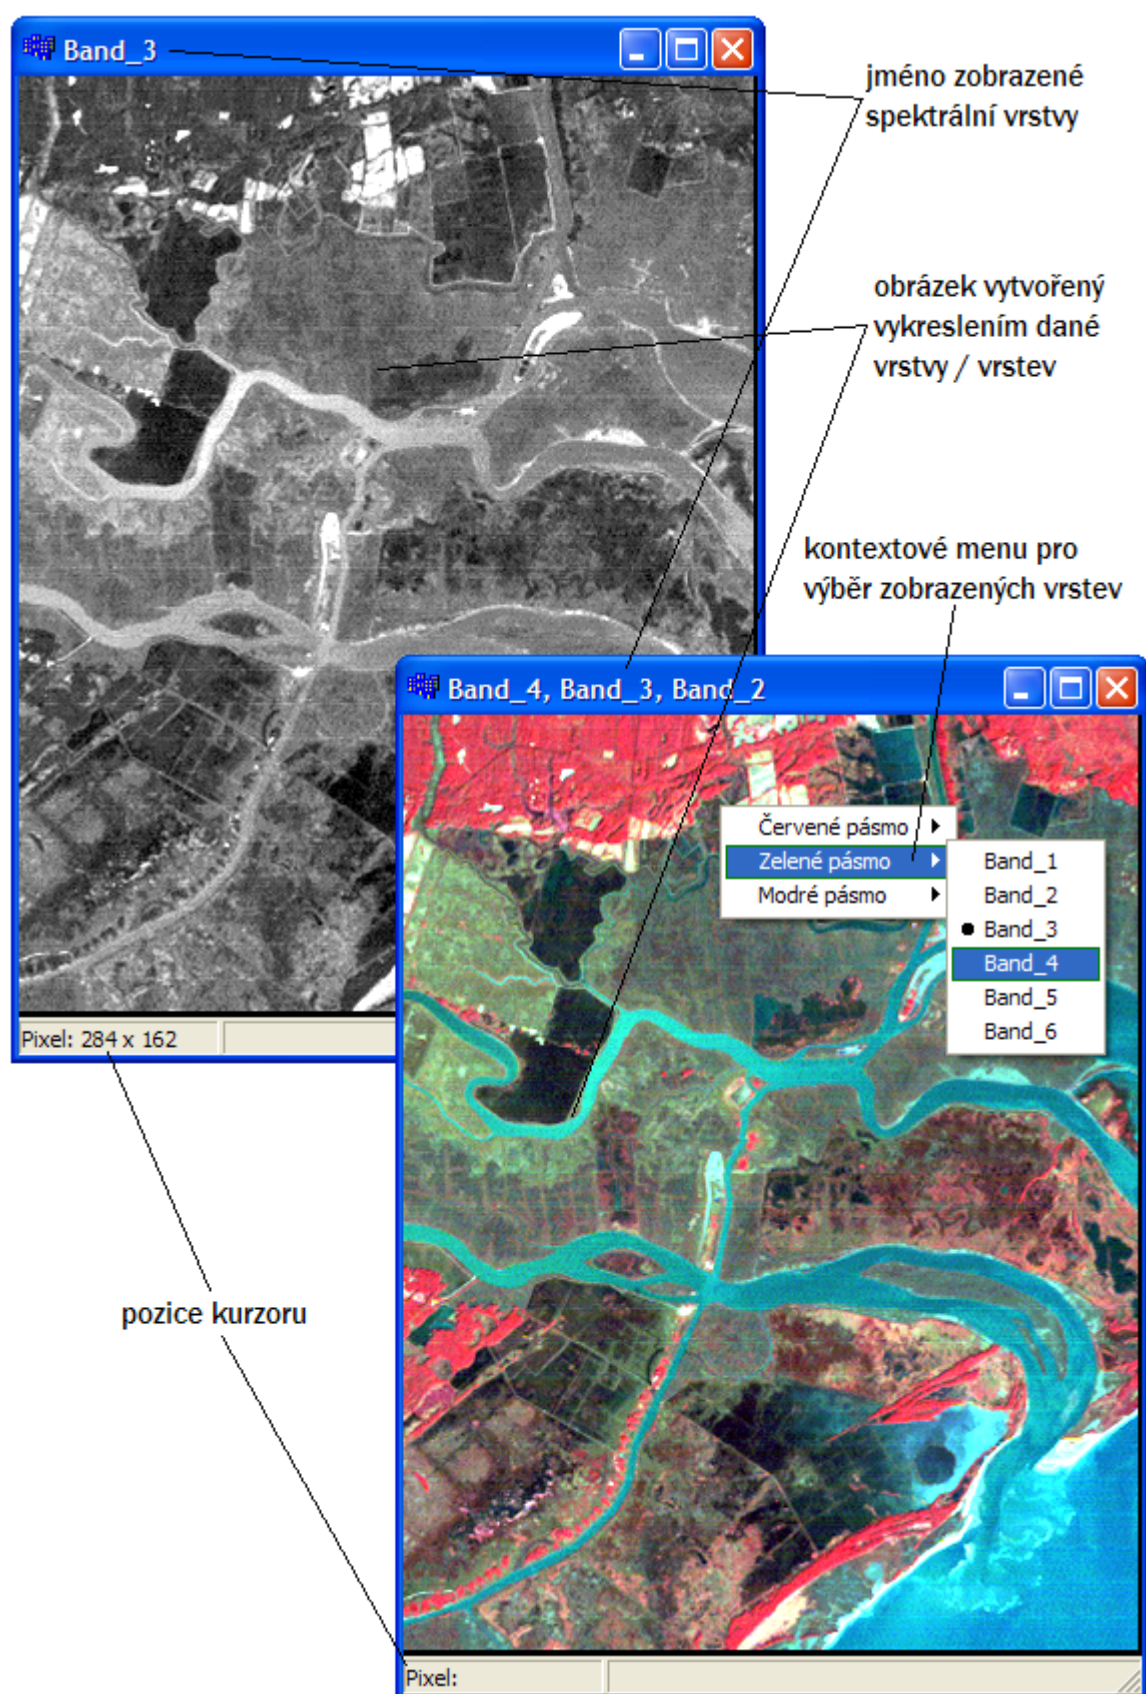 Band_3
jméno zobrazené
spektrální vrstvy
obrázek vytvořený
vykreslením dané
vrstvy / vrstev
kontextové menu pro
výběr zobrazených vrstev
Band_4, Band_3, Band_2
Červené pásmo
Zelené pásmo
Modré pásmo
Band_1
Band_2
Band_3
Band_4
Band_5
Band_6
Pixel: 284 x 162
pozice kurzoru
Pixel: